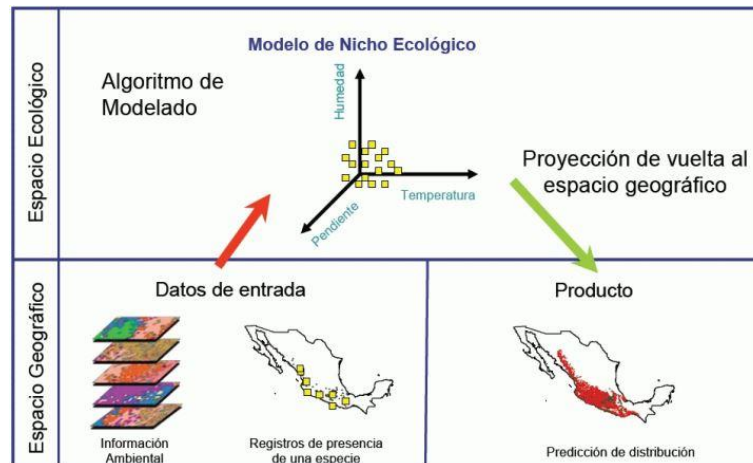 Espacio Ecológico
Modelo de Nicho Ecológico
Algoritmo de
Modelado
Humedad
Temperatura
Pendiente
Proyección de vuelta al
espacio geográfico
Espacio Geográfico
Datos de entrada
Información
Ambiental
Registros de presencia
de una especie
Producto
Predicción de distribución